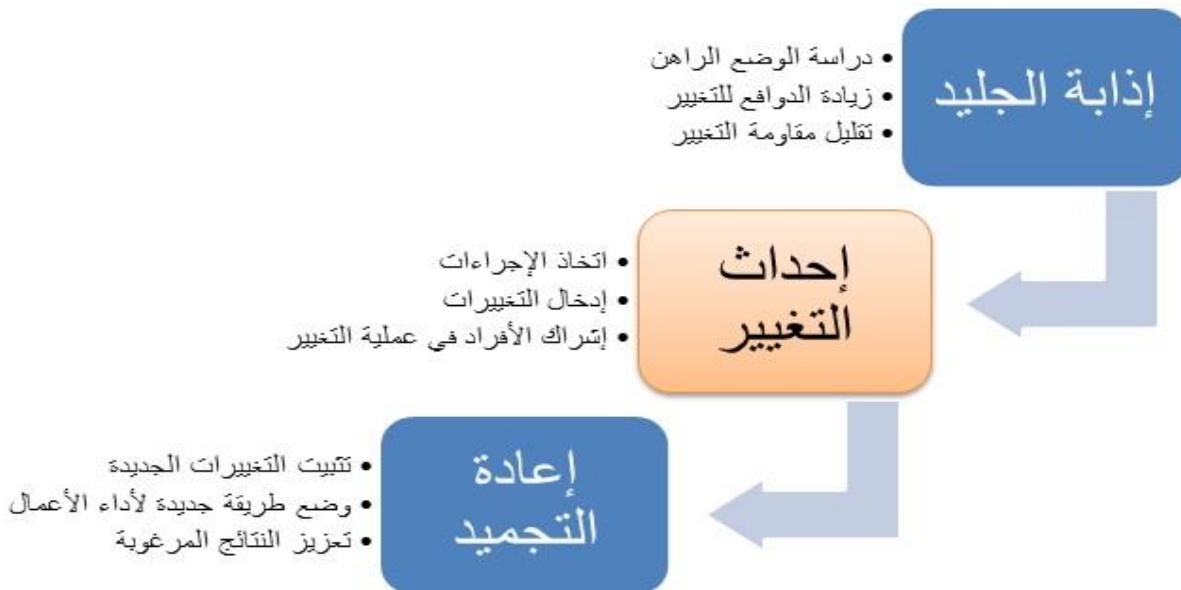 إذابة الجليد
• دراسة الوضع الراهن
• زيادة الدوافع للتغيير
• تقليل مقاومة التغيير
إحداث
التغيير
• اتخاذ الإجراءات
• إدخال التغييرات
• إشراك الأفراد في عملية التغيير
إعادة
التجميد
• تثبيت التغييرات الجديدة
• وضع طريقة جديدة لأداء الأعمال
• تعزيز النتائج المرغوبة